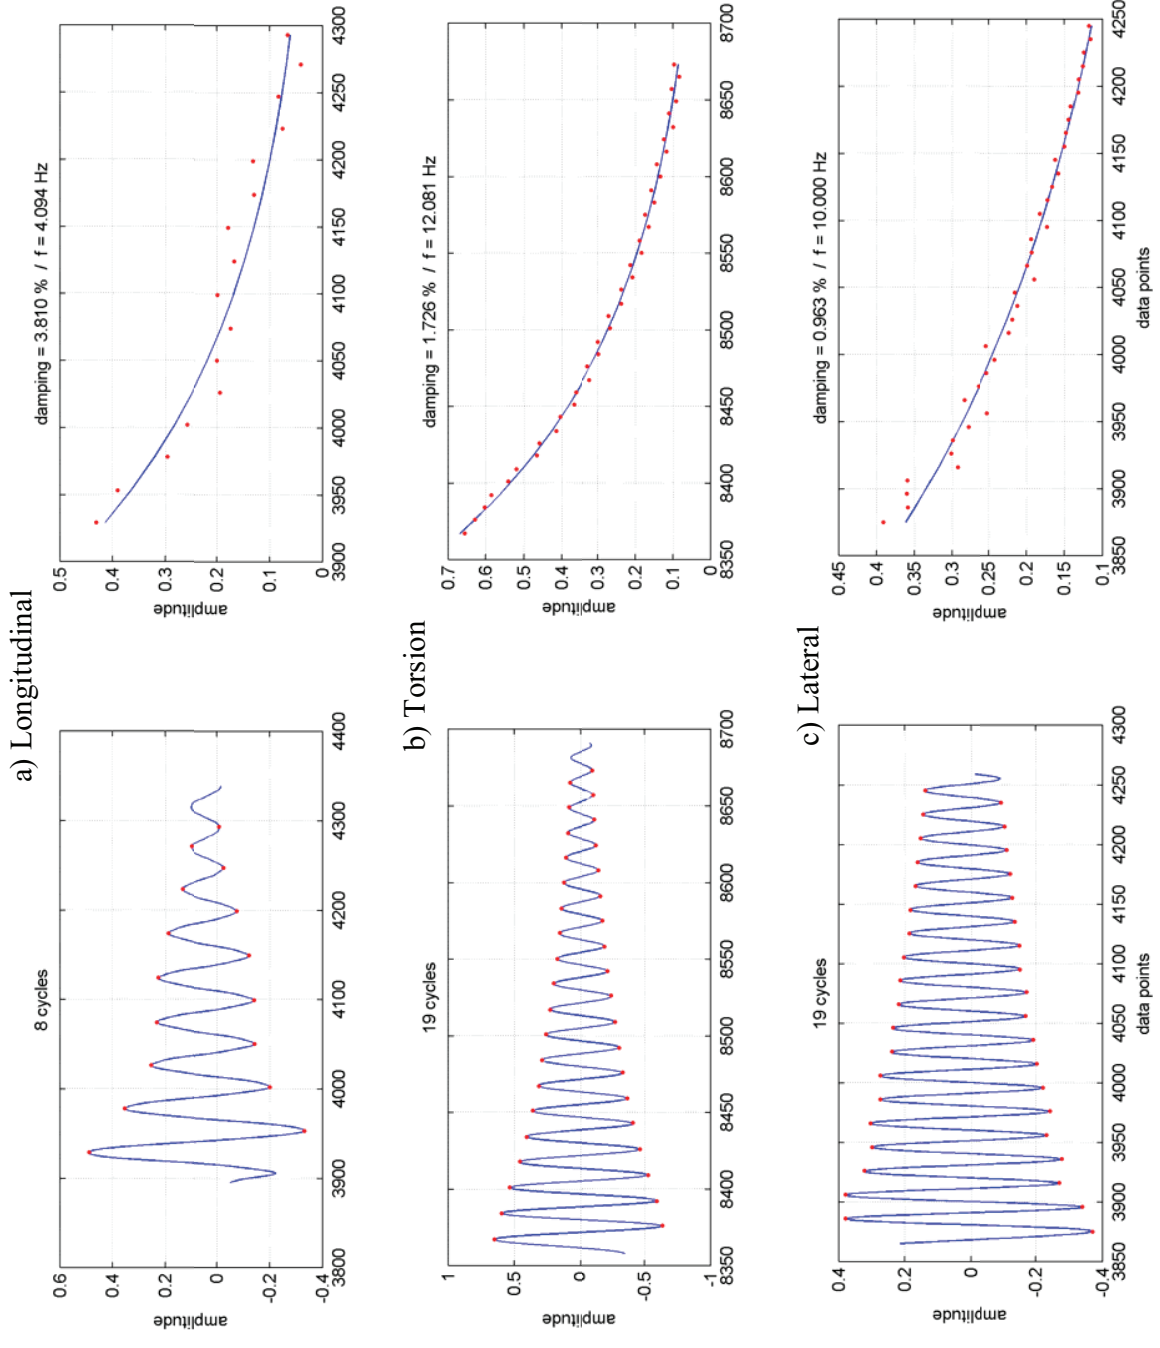 a) Longitudinal
8 cycles
amplitude
0.6
0.4
0.2
0
-0.2
-0.4
3800 3900 4000 4100 4200 4300 4400
damping = 3.810 % / f = 4.094 Hz
amplitude
0.5
0.4
0.3
0.2
0.1
0
3900 3950 4000 4050 4100 4150 4200 4250 4300
b) Torsion
19 cycles
amplitude
1
0.5
0
-0.5
-1
8350 8400 8450 8500 8550 8600 8650 8700
damping = 1.726 % / f = 12.081 Hz
amplitude
0.7
0.6
0.5
0.4
0.3
0.2
0.1
0
8350 8400 8450 8500 8550 8600 8650 8700
c) Lateral
19 cycles
amplitude
0.4
0.2
0
-0.2
-0.4
3850 3900 3950 4000 4050 4100 4150 4200 4250 4300
data points
damping = 0.963 % / f = 10.000 Hz
amplitude
0.45
0.4
0.35
0.3
0.25
0.2
0.15
0.1
3850 3900 3950 4000 4050 4100 4150 4200 4250
data points